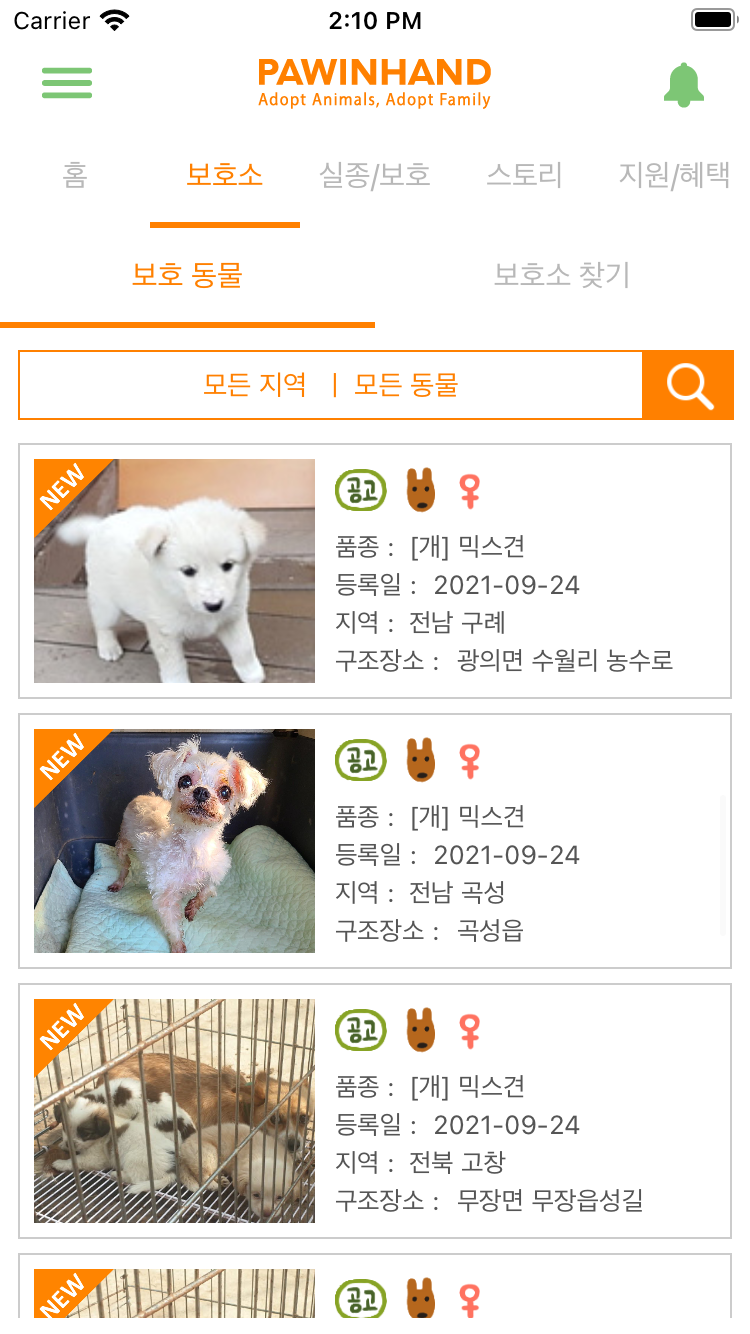 Carrier 2:10 PM
PAWINHAND
Adopt Animals, Adopt Family
홈 보호소 실종/보호 스토리 지원/혜택
보호 동물 보호소 찾기
모든 지역 | 모든 동물
NEW
공고
품종 : [개] 믹스견
등록일 : 2021-09-24
지역 : 전남 구례
구조장소 : 광의면 수월리 농수로
NEW
공고
품종 : [개] 믹스견
등록일 : 2021-09-24
지역 : 전남 곡성
구조장소 : 곡성읍
NEW
공고
품종 : [개] 믹스견
등록일 : 2021-09-24
지역 : 전북 고창
구조장소 : 무장면 무장읍성길
NEW
공고